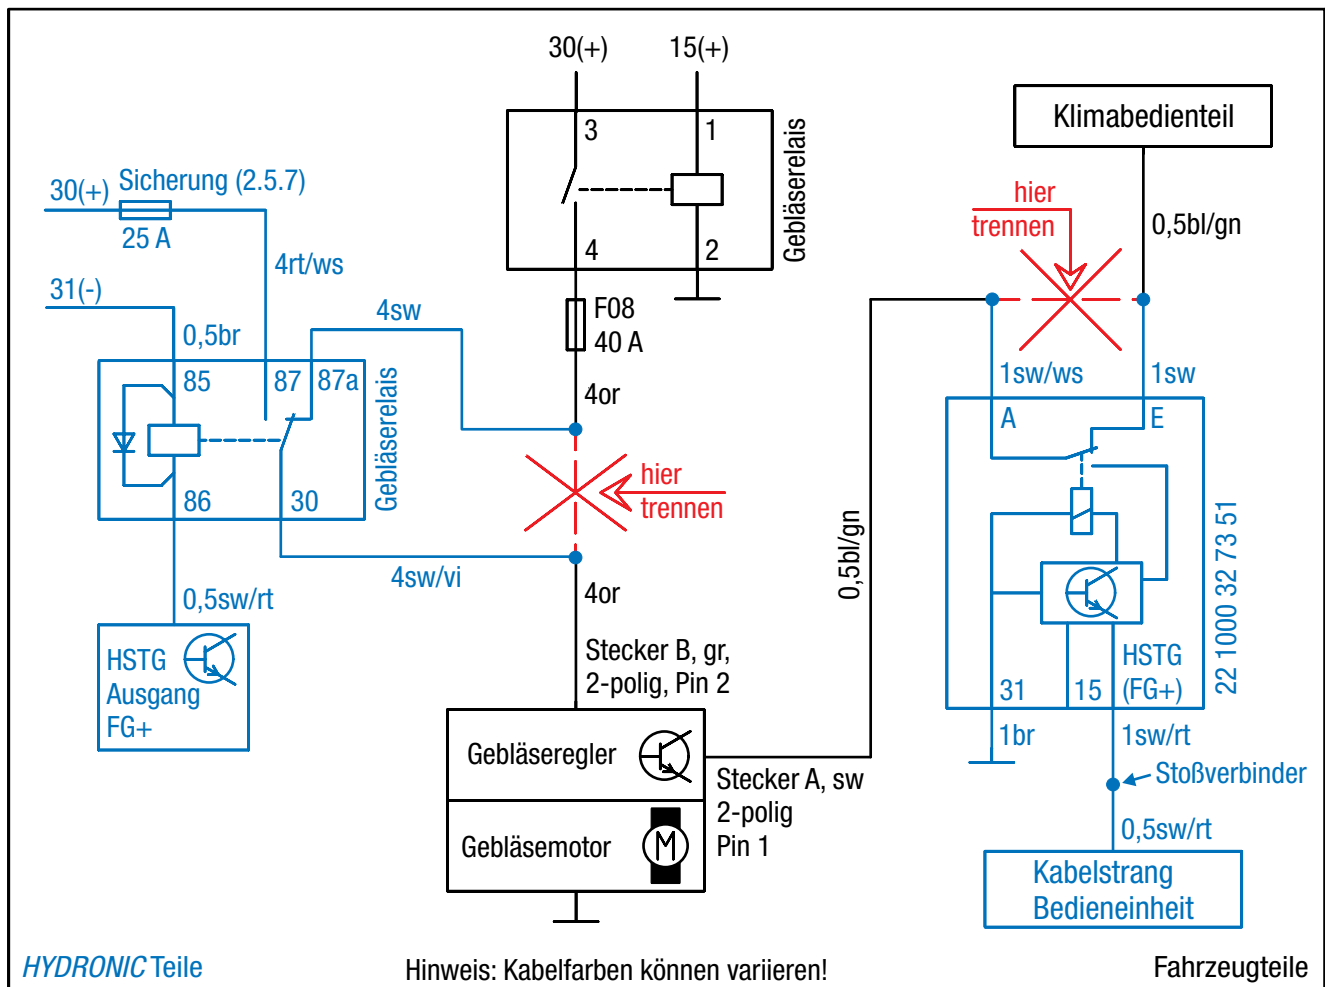 30(+)
15(+)
3
1
4
2
Gebläserelais
F08
40 A
4or
Klimabedienteil
0,5bl/gn
hier
trennen
30(+)
Sicherung (2.5.7)
25 A
4rt/ws
31(-)
0,5br
4sw
85
87
87a
86
30
Gebläserelais
4sw/vi
0,5sw/rt
HSTG
Ausgang
FG+
hier
trennen
4or
Stecker B, gr,
2-polig, Pin 2
Gebläseregler
Gebläsemotor
M
Stecker A, sw
2-polig
Pin 1
0,5bl/gn
1sw/ws
1sw
A
E
31
15
HSTG
(FG+)
22 1000 32 73 51
1br
1sw/rt
Stoßverbinder
0,5sw/rt
Kabelstrang
Bedieneinheit
HYDRONIC Teile
Hinweis: Kabelfarben können variieren!
Fahrzeugteile